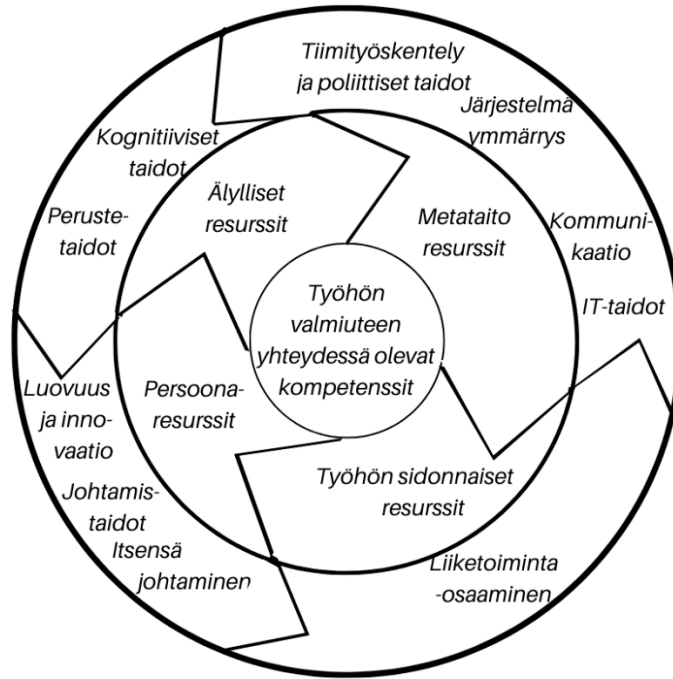 Tiimityöskentely
ja poliittiset taidot
Järjestelmä
ymmärrys
Kommuni-
kaatio
IT-taidot
Kognitiiviset
taidot
Peruste-
taidot
Älylliset
resurssit
Metataito
resurssit
Työhön
valmiuteen
yhteydessä olevat
kompetenssit
Persoona-
resurssit
Työhön sidonnaiset
resurssit
Luovuus
ja inno-
vaatio
Johtamis-
taidot
Itsensä
johtaminen
Liiketoiminta
-osaaminen